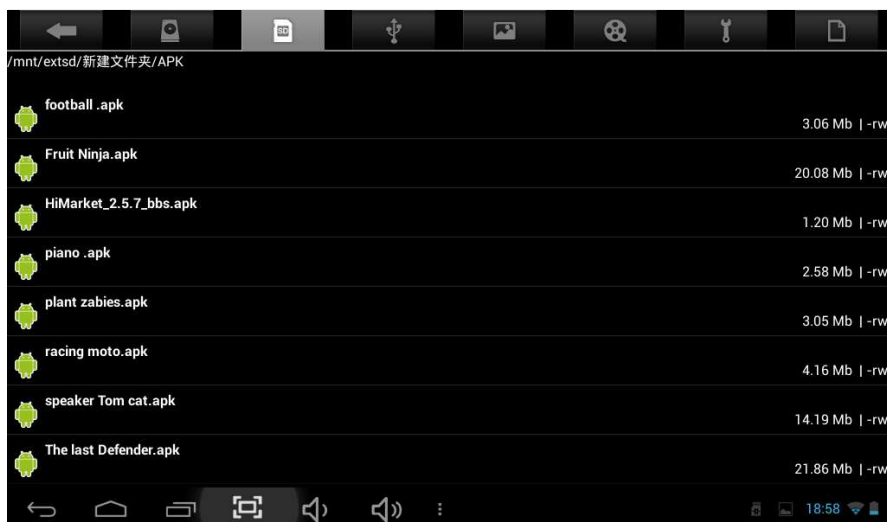 SD
/mnt/extsd/新建文件夹/APK
football .apk
3.06 Mb | -rw
Fruit Ninja.apk
20.08 Mb | -rw
HiMarket_2.5.7_bbs.apk
1.20 Mb | -rw
piano .apk
2.58 Mb | -rw
plant zabies.apk
3.05 Mb | -rw
racing moto.apk
4.16 Mb | -rw
speaker Tom cat.apk
14.19 Mb | -rw
The last Defender.apk
21.86 Mb | -rw
18:58